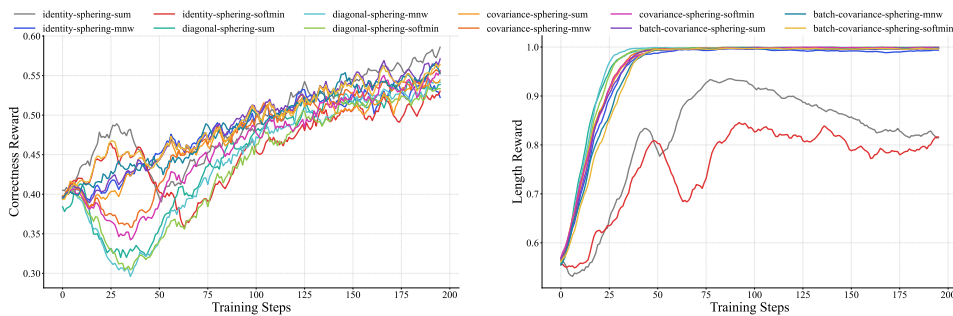 identity-sphering-sum identity-sphering-softmin diagonal-sphering-mnw covariance-sphering-sum covariance-sphering-softmin batch-covariance-sphering-mnw
identity-sphering-mnw diagonal-sphering-sum diagonal-sphering-softmin covariance-sphering-mnw batch-covariance-sphering-sum batch-covariance-sphering-softmin
Correctness Reward
0.60
0.55
0.50
0.45
0.40
0.35
0.30
0 25 50 75 100 125 150 175 200
Training Steps
Length Reward
1.0
0.9
0.8
0.7
0.6
0 25 50 75 100 125 150 175 200
Training Steps